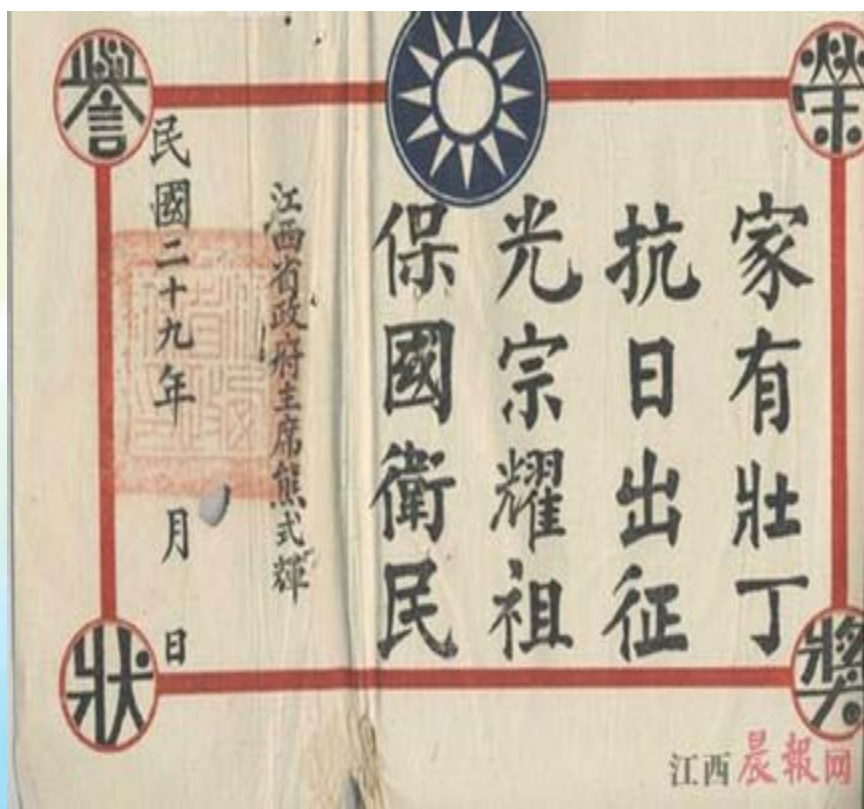 榮譽獎狀
家有壯丁
抗日出征
光宗耀祖
保國衛民
江西省政府主席熊式輝
民國二十九年 月 日
江西晨報网